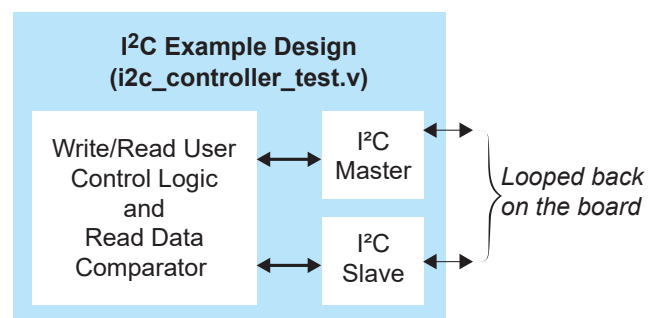 I²C Example Design
(i2c_controller_test.v)
Write/Read User
Control Logic
and
Read Data
Comparator
I²C
Master
I²C
Slave
Looped back
on the board